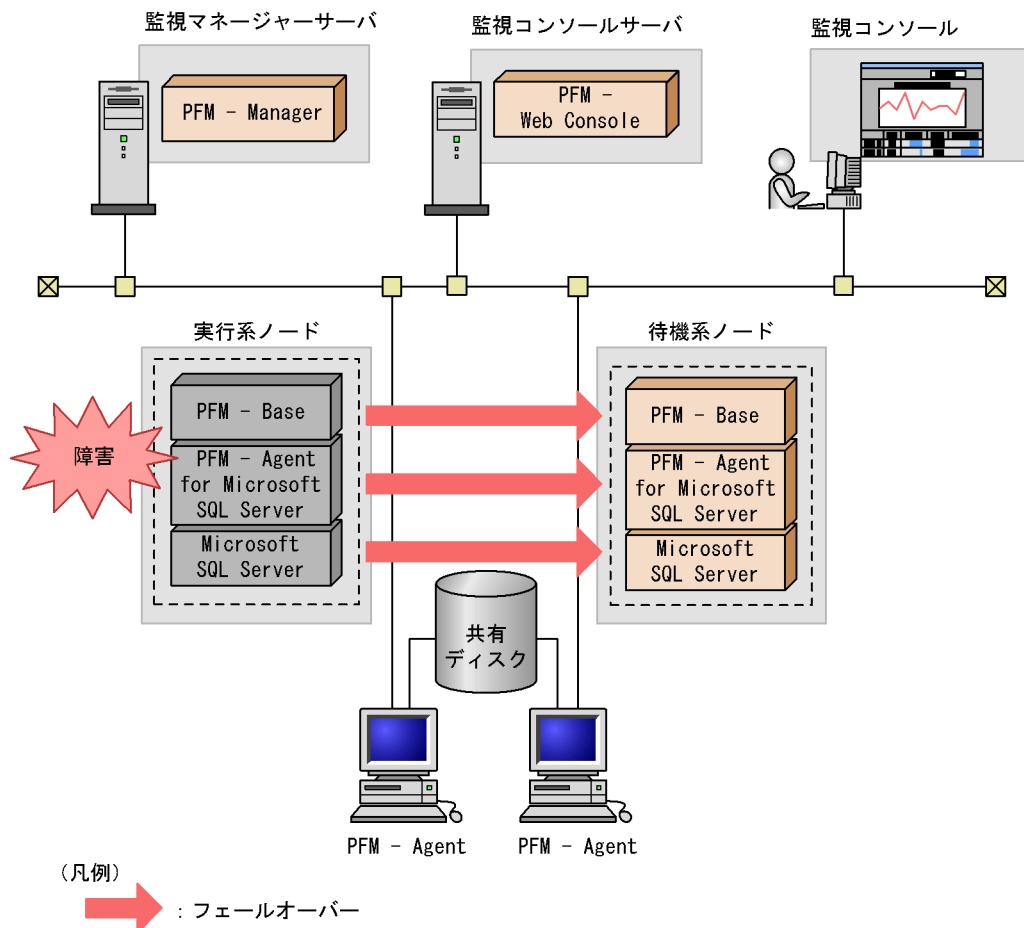 監視マネージャーサーバ
監視コンソールサーバ
監視コンソール
PFM - Manager
PFM -
Web Console
実行系ノード
待機系ノード
障害
PFM - Base
PFM - Agent
for Microsoft
SQL Server
Microsoft
SQL Server
PFM - Base
PFM - Agent
for Microsoft
SQL Server
Microsoft
SQL Server
共有
ディスク
PFM - Agent
PFM - Agent
(凡例)
: フェールオーバー